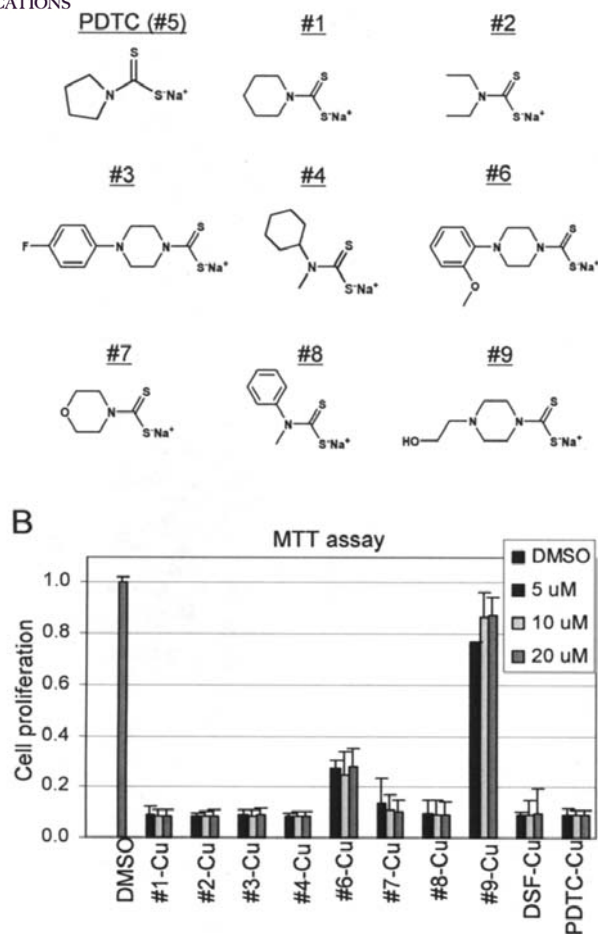 CATIONS
PDTC (#5) #1 #2
S S S
N N N
S⁻Na⁺ S⁻Na⁺ S⁻Na⁺
#3 #4 #6
S S S
F N N N N N
S⁻Na⁺ S⁻Na⁺ S⁻Na⁺
O
#7 #8 #9
S S S
O N N N N
S⁻Na⁺ S⁻Na⁺ HO S⁻Na⁺
B
MTT assay
DMSO
5 uM
10 uM
20 uM
Cell proliferation
1.0
0.8
0.6
0.4
0.2
0.0
DMSO
#1-Cu
#2-Cu
#3-Cu
#4-Cu
#6-Cu
#7-Cu
#8-Cu
#9-Cu
DSF-Cu
PDTC-Cu